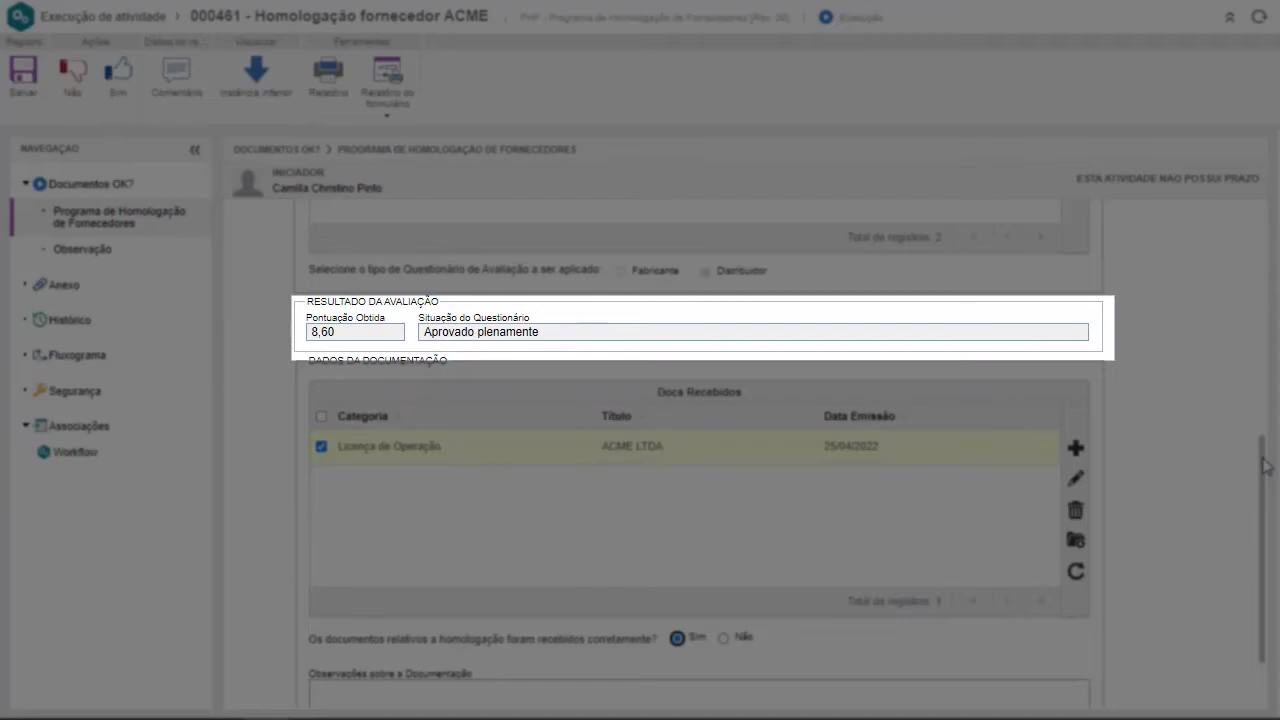 Execução de atividade > 000461 - Homologação fornecedor ACME PHF - Programa de Homologação de Fornecedores Execução
Registro Ações Visualizar Ferramentas
Salvar Não Sim Comentário Instância inferior Relatório Relatório do formulário
NAVEGAÇÃO
Documentos OK?
Programa de Homologação
de Fornecedores
Observação
Anexo
Histórico
Fluxograma
Segurança
Associações
Workflow
DOCUMENTOS OK? > PROGRAMA DE HOMOLOGAÇÃO DE FORNECEDORES
INICIADOR
Camilla Christino Pinto
ESTA ATIVIDADE NÃO POSSUI PRAZO
Total de registros: 2
Selecione o tipo de Questionário de Avaliação a ser aplicado Fabricante Distribuidor
RESULTADO DA AVALIAÇÃO
Pontuação Obtida Situação do Questionário
8,60 Aprovado plenamente
DADOS DA DOCUMENTAÇÃO
Docs Recebidos
Categoria Título Data Emissão
Licença de Operação ACME LTDA 25/04/2022
Total de registros: 1
Os documentos relativos a homologação foram recebidos corretamente? Sim Não
Observações sobre a Documentação